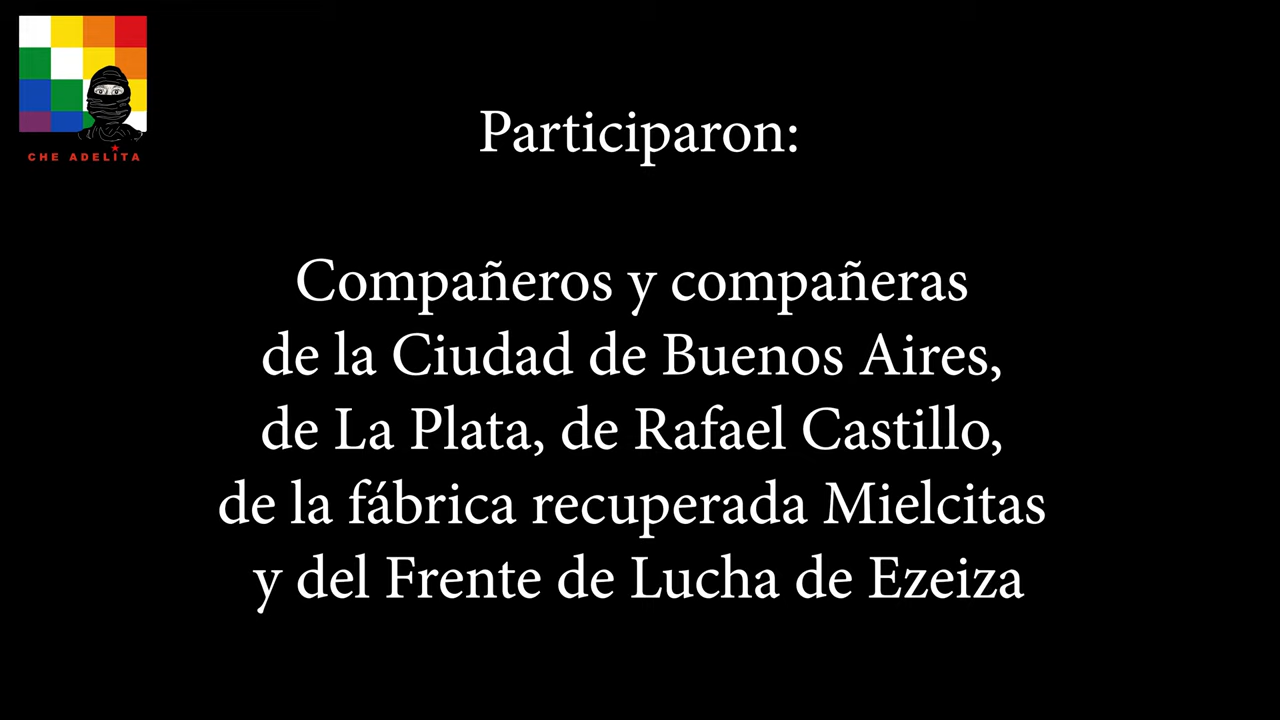 CHE ADELITA
Participaron:
Compañeros y compañeras
de la Ciudad de Buenos Aires,
de La Plata, de Rafael Castillo,
de la fábrica recuperada Mielcitas
y del Frente de Lucha de Ezeiza